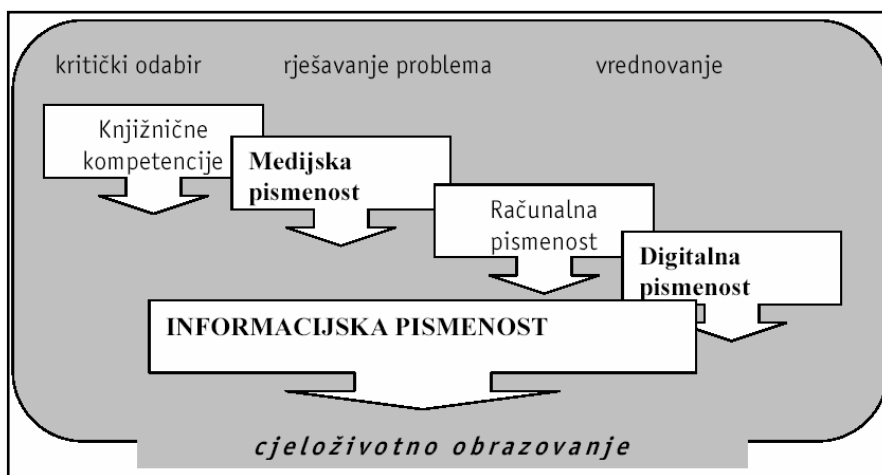 kritički odabir rješavanje problema vrednovanje
Knjižnične
kompetencije
Medijska
pismenost
Računalna
pismenost
Digitalna
pismenost
INFORMACIJSKA PISMENOST
cjeloživotno obrazovanje